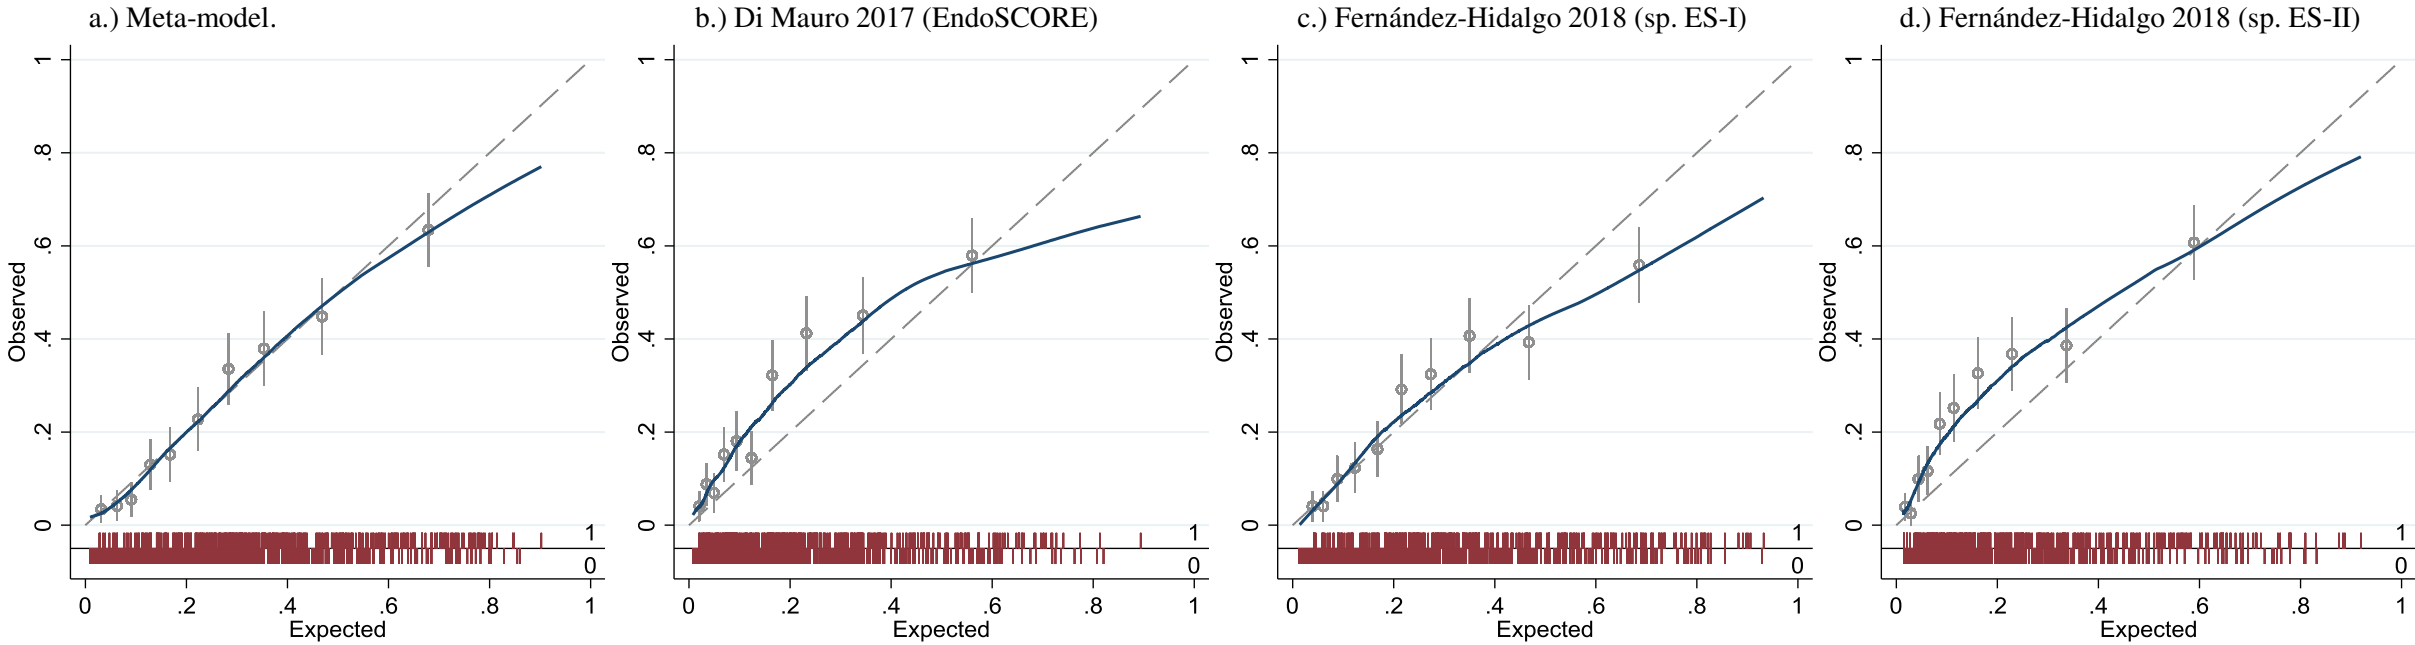 a.) Meta-model.
1
.8
.6
.4
.2
0
Observed
1
0
0 .2 .4 .6 .8 1
Expected
b.) Di Mauro 2017 (EndoSCORE)
1
.8
.6
.4
.2
0
Observed
1
0
0 .2 .4 .6 .8 1
Expected
c.) Fernández-Hidalgo 2018 (sp. ES-I)
1
.8
.6
.4
.2
0
Observed
1
0
0 .2 .4 .6 .8 1
Expected
d.) Fernández-Hidalgo 2018 (sp. ES-II)
1
.8
.6
.4
.2
0
Observed
1
0
0 .2 .4 .6 .8 1
Expected